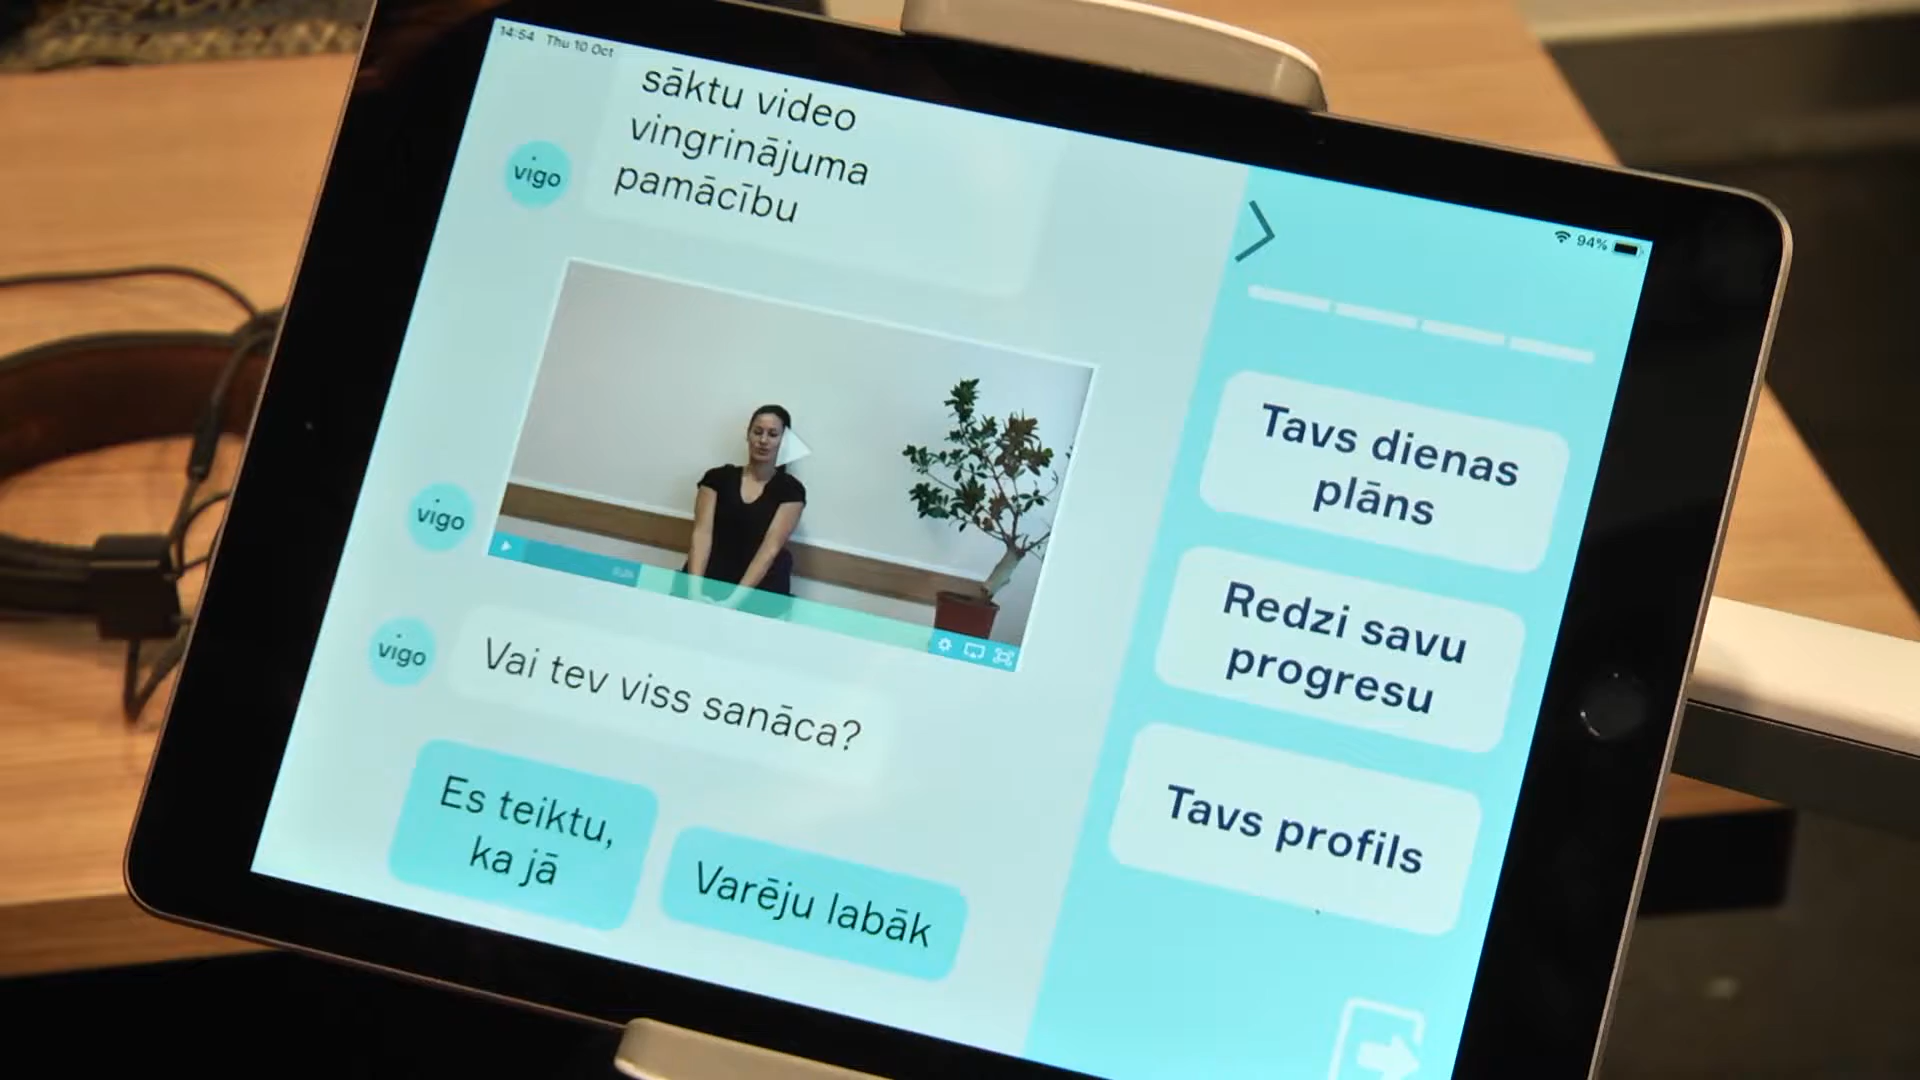 14:54 Thu 10 Oct
94%
sāktu video
vingrinājuma
pamācību
vigo
vigo
vigo
Vai tev viss sanāca?
Es teiktu,
ka jā
Varēju labāk
Tavs dienas
plāns
Redzi savu
progresu
Tavs profils